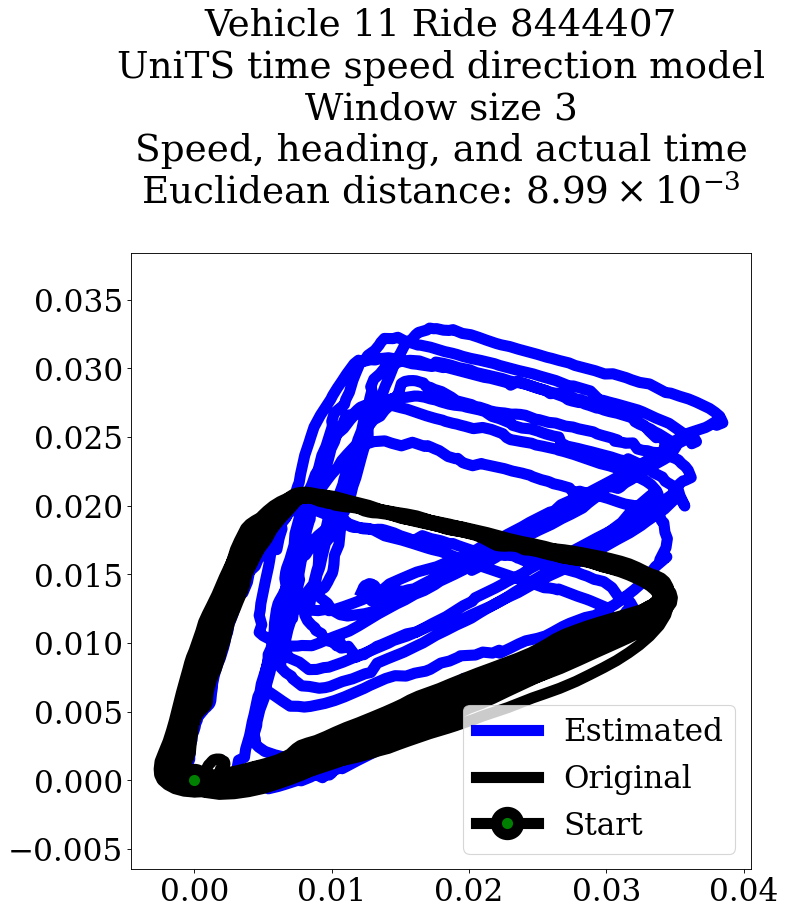 Vehicle 11 Ride 8444407
UniTS time speed direction model
Window size 3
Speed, heading, and actual time
Euclidean distance: 8.99 × 10⁻³
0.035
0.030
0.025
0.020
0.015
0.010
0.005
0.000
−0.005
Estimated
Original
Start
0.00 0.01 0.02 0.03 0.04